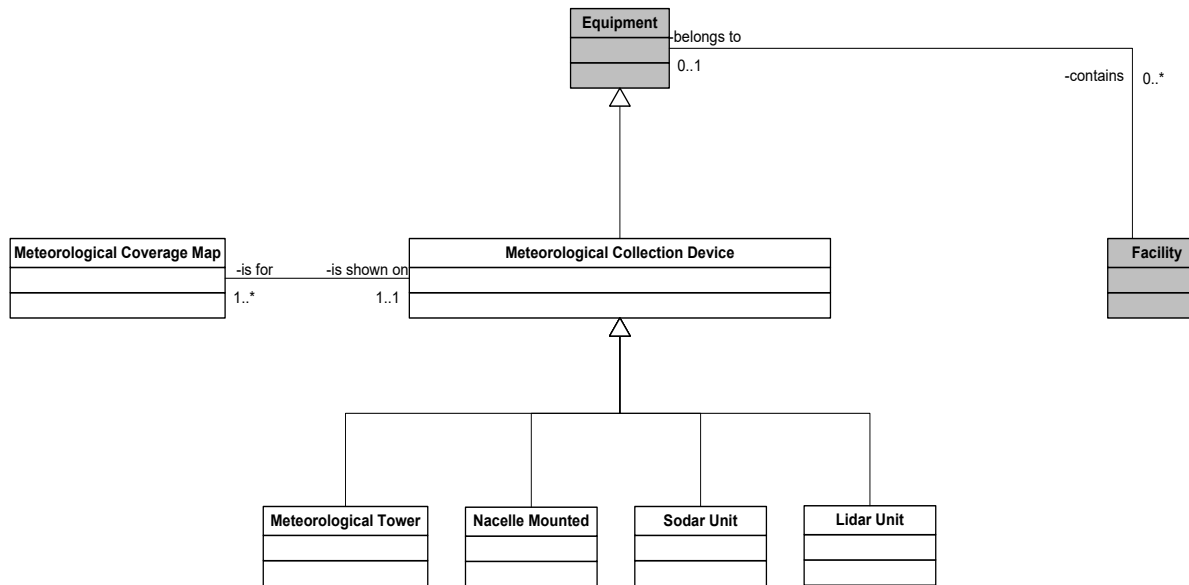 Equipment
-belongs to
0..1
-contains
0..*
Meteorological Coverage Map
-is for
-is shown on
1..*
1..1
Meteorological Collection Device
Facility
Meteorological Tower
Nacelle Mounted
Sodar Unit
Lidar Unit